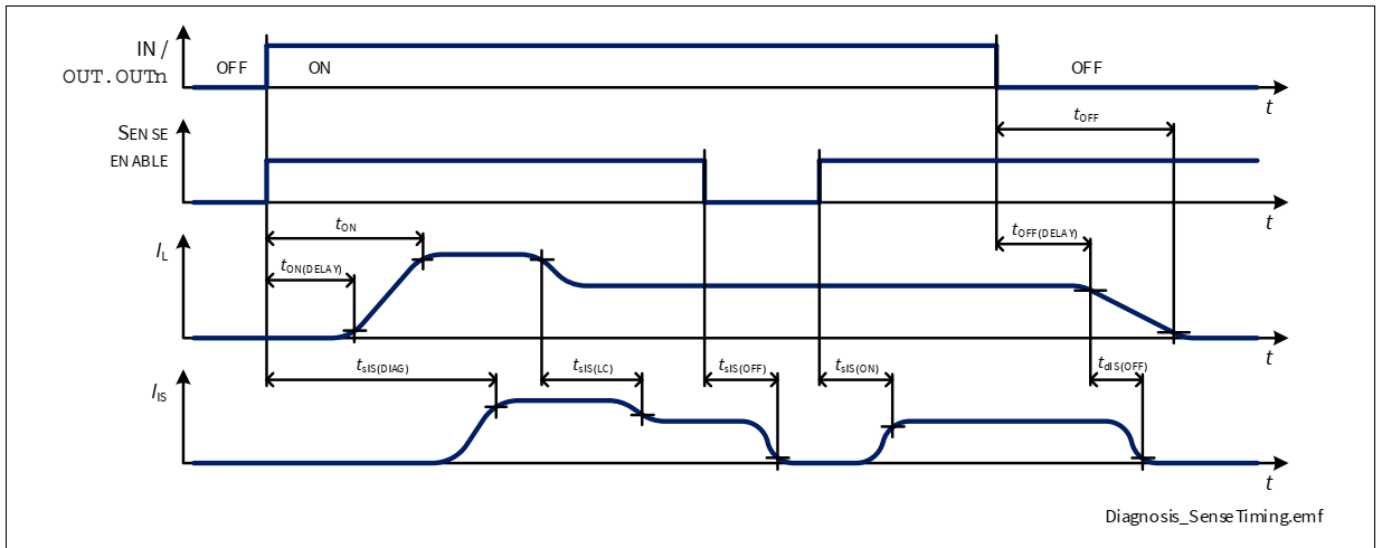 IN /
OUT.OUTn
OFF
ON
OFF
t
SENSE
ENABLE
tOFF
t
IL
tON
tON(DELAY)
tOFF(DELAY)
t
IIS
tsIS(DIAG)
tsIS(LC)
tsIS(OFF)
tsIS(ON)
tdIS(OFF)
t
Diagnosis_SenseTiming.emf